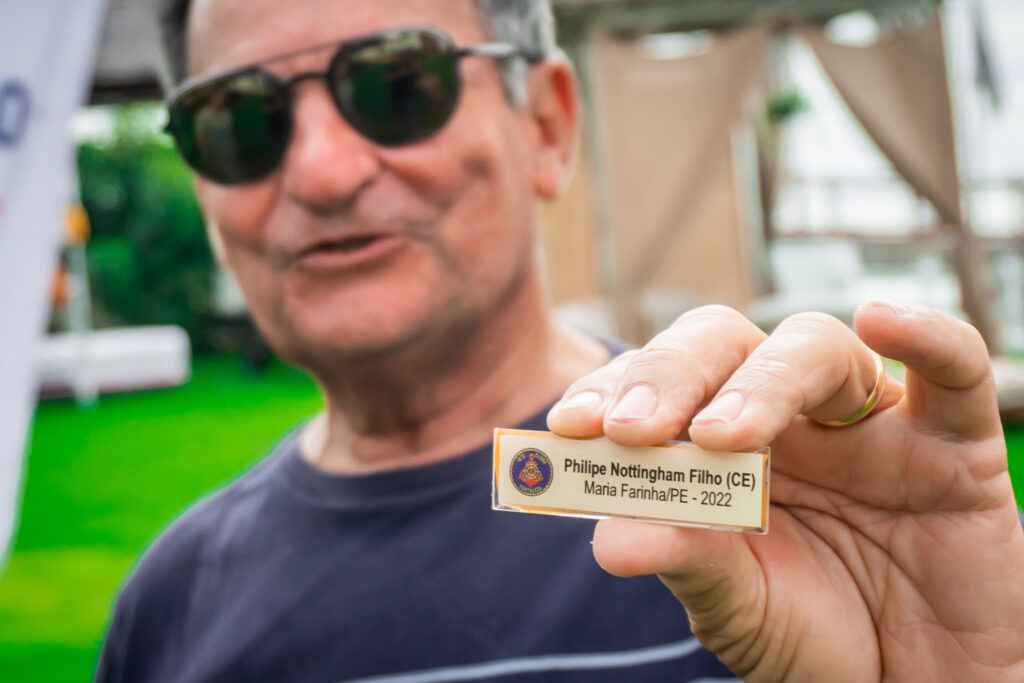 Philipe Nottingham Filho (CE)
Maria Farinha/PE - 2022